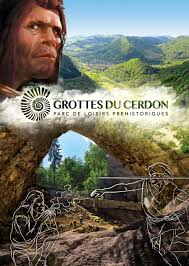 GROTTES DU CERDON
PARC DE LOISIRS PRÉHISTORIQUES